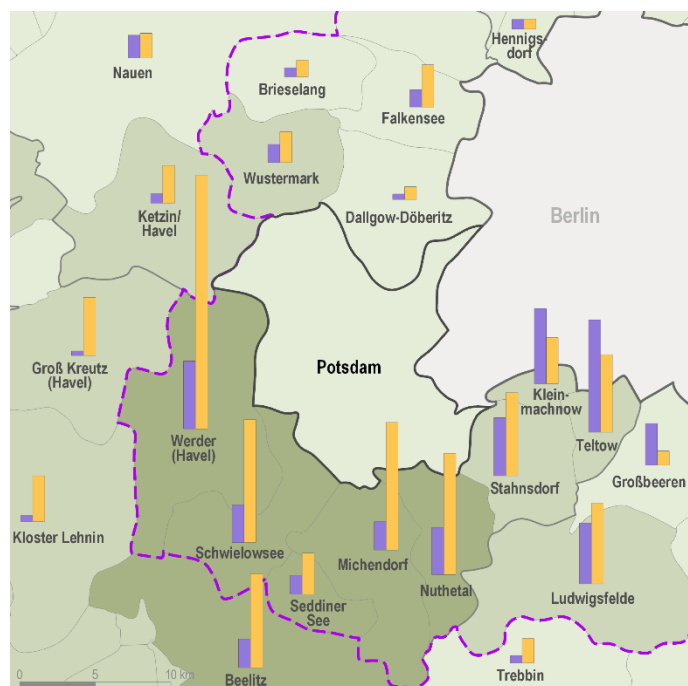 Hennigs
dorf
Nauen
Brieselang
Falkensee
Wustermark
Ketzin/
Havel
Dallgow-Döberitz
Berlin
Groß Kreutz
(Havel)
Potsdam
Klein-
machnow
Teltow
Werder
(Havel)
Stahnsdorf
Großbeeren
Kloster Lehnin
Schwielowsee
Michendorf
Nuthetal
Ludwigsfelde
Seddiner
See
Beelitz
Trebbin
0 5 10 km